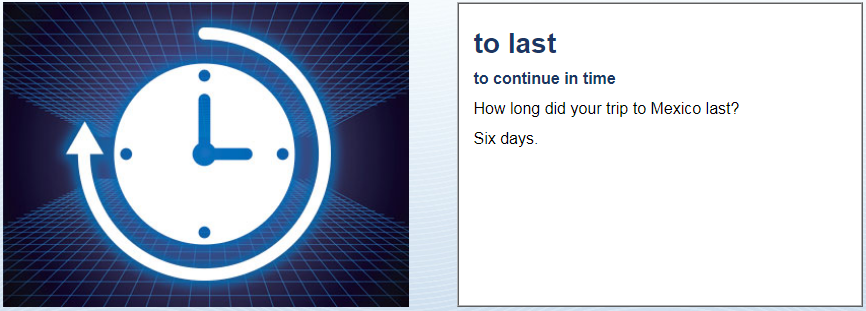 to last
to continue in time
How long did your trip to Mexico last?
Six days.